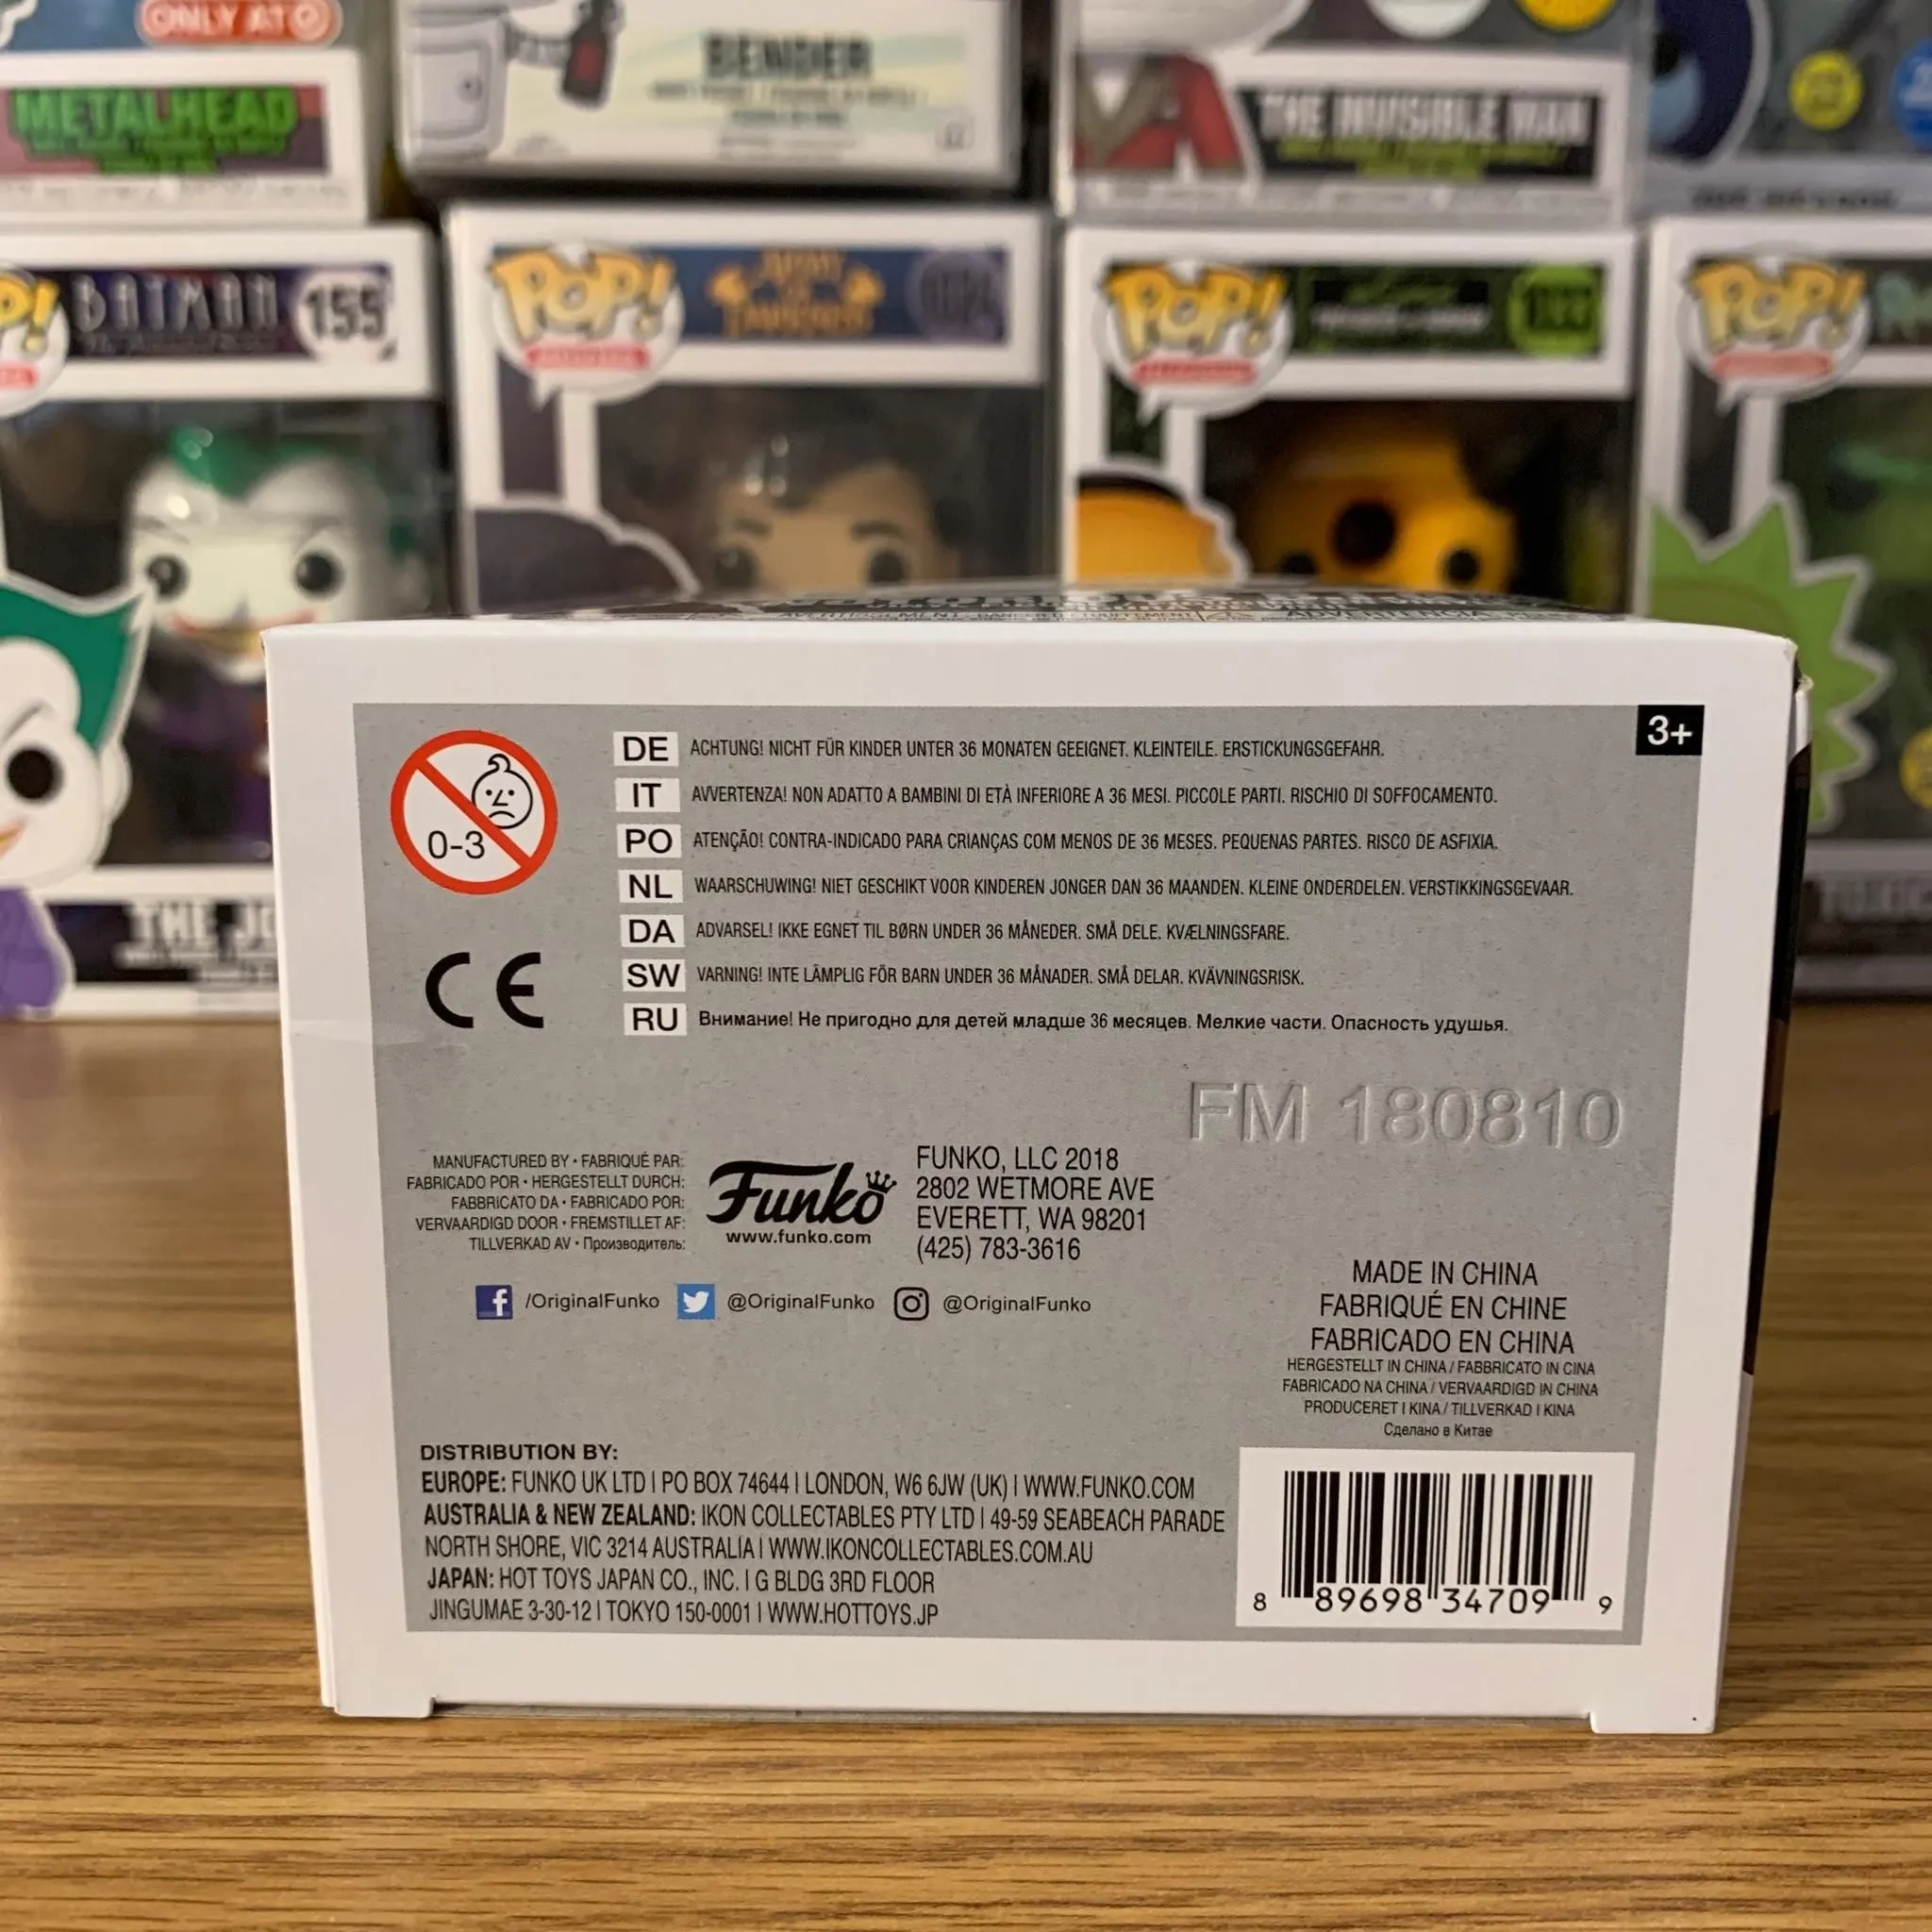 ONLY AT
METALHEAD
BENDER
THE INVISIBLE MAN
BATMAN
155
POP!
ARMY
OF
DARKNESS
POP!
POP!
THE JO
3+
0-3
DE ACHTUNG! NICHT FÜR KINDER UNTER 36 MONATEN GEEIGNET. KLEINTEILE. ERSTICKUNGSGEFAHR.
IT AVVERTENZA! NON ADATTO A BAMBINI DI ETÀ INFERIORE A 36 MESI. PICCOLE PARTI. RISCHIO DI SOFFOCAMENTO.
PO ATENÇÃO! CONTRA-INDICADO PARA CRIANÇAS COM MENOS DE 36 MESES. PEQUENAS PARTES. RISCO DE ASFIXIA.
NL WAARSCHUWING! NIET GESCHIKT VOOR KINDEREN JONGER DAN 36 MAANDEN. KLEINE ONDERDELEN. VERSTIKKINGSGEVAAR.
DA ADVARSEL! IKKE EGNET TIL BØRN UNDER 36 MÅNEDER. SMÅ DELE. KVÆLNINGSFARE.
SW VARNING! INTE LÄMPLIG FÖR BARN UNDER 36 MÅNADER. SMÅ DELAR. KVÄVNINGSRISK.
RU Внимание! Не пригодно для детей младше 36 месяцев. Мелкие части. Опасность удушья.
CE
FM 180810
MANUFACTURED BY • FABRIQUÉ PAR:
FABRICADO POR • HERGESTELLT DURCH:
FABBRICATO DA • FABRICADO POR:
VERVAARDIGD DOOR • FREMSTILLET AF:
TILLVERKAD AV • Производитель:
Funko
www.funko.com
FUNKO, LLC 2018
2802 WETMORE AVE
EVERETT, WA 98201
(425) 783-3616
/OriginalFunko @OriginalFunko @OriginalFunko
MADE IN CHINA
FABRIQUÉ EN CHINE
FABRICADO EN CHINA
HERGESTELLT IN CHINA / FABBRICATO IN CINA
FABRICADO NA CHINA / VERVAARDIGD IN CHINA
PRODUCERET I KINA / TILLVERKAD I KINA
Сделано в Китае
DISTRIBUTION BY:
EUROPE: FUNKO UK LTD | PO BOX 74644 | LONDON, W6 6JW (UK) | WWW.FUNKO.COM
AUSTRALIA & NEW ZEALAND: IKON COLLECTABLES PTY LTD | 49-59 SEABEACH PARADE
NORTH SHORE, VIC 3214 AUSTRALIA | WWW.IKONCOLLECTABLES.COM.AU
JAPAN: HOT TOYS JAPAN CO., INC. | G BLDG 3RD FLOOR
JINGUMAE 3-30-12 | TOKYO 150-0001 | WWW.HOTTOYS.JP
8 89698 34709 9